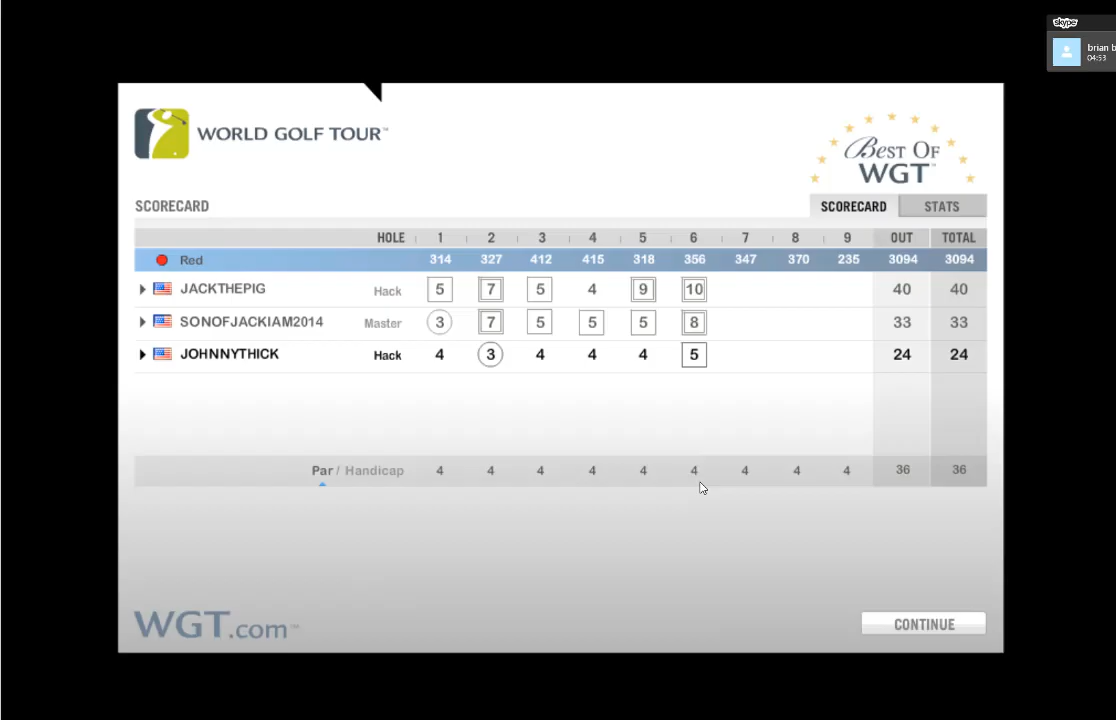 skype
brian b
04:53
WORLD GOLF TOUR™
BEST OF
WGT™
SCORECARD
SCORECARD STATS
HOLE 1 2 3 4 5 6 7 8 9 OUT TOTAL
Red 314 327 412 415 318 356 347 370 235 3094 3094
JACKTHEPIG Hack 5 7 5 4 9 10 40 40
SONOFJACKIAM2014 Master 3 7 5 5 5 8 33 33
JOHNNYTHICK Hack 4 3 4 4 4 5 24 24
Par / Handicap 4 4 4 4 4 4 4 4 4 36 36
WGT.com™
CONTINUE